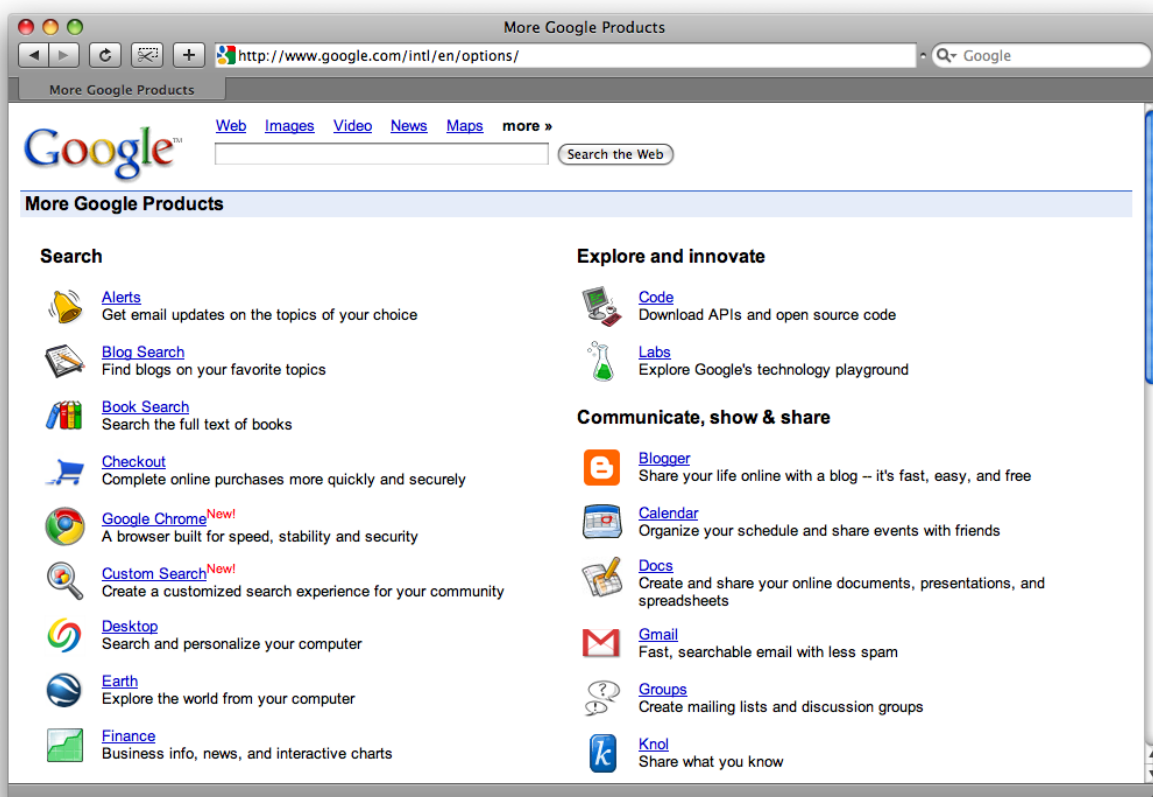 More Google Products
http://www.google.com/intl/en/options/
Google
More Google Products
Google™
Web Images Video News Maps more »
Search the Web
More Google Products
Search
Alerts
Get email updates on the topics of your choice
Blog Search
Find blogs on your favorite topics
Book Search
Search the full text of books
Checkout
Complete online purchases more quickly and securely
Google Chrome New!
A browser built for speed, stability and security
Custom Search New!
Create a customized search experience for your community
Desktop
Search and personalize your computer
Earth
Explore the world from your computer
Finance
Business info, news, and interactive charts
Explore and innovate
Code
Download APIs and open source code
Labs
Explore Google's technology playground
Communicate, show & share
Blogger
Share your life online with a blog -- it's fast, easy, and free
Calendar
Organize your schedule and share events with friends
Docs
Create and share your online documents, presentations, and
spreadsheets
Gmail
Fast, searchable email with less spam
Groups
Create mailing lists and discussion groups
Knol
Share what you know